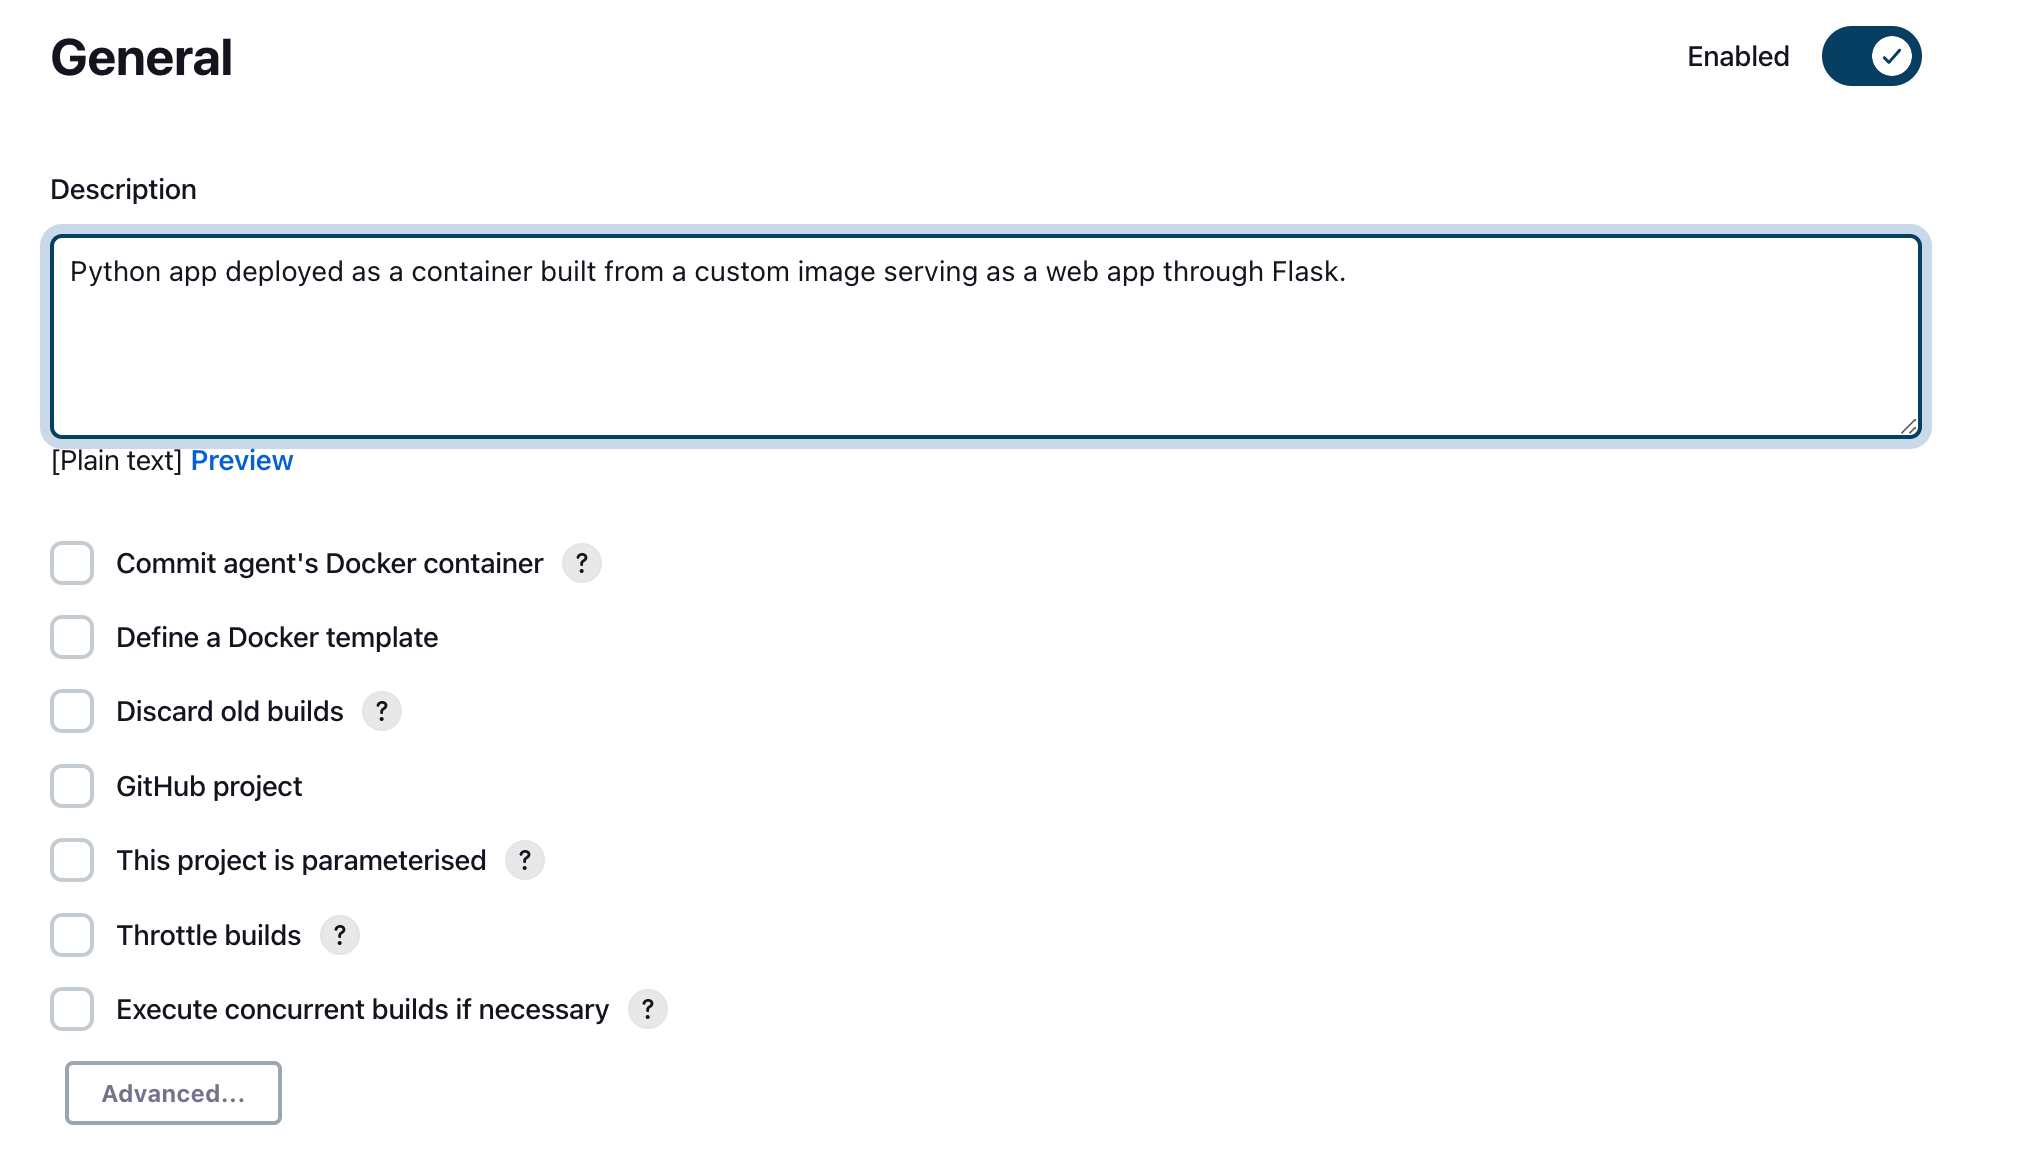 General
Enabled
Description
Python app deployed as a container built from a custom image serving as a web app through Flask.
[Plain text] Preview
Commit agent's Docker container ?
Define a Docker template
Discard old builds ?
GitHub project
This project is parameterised ?
Throttle builds ?
Execute concurrent builds if necessary ?
Advanced...